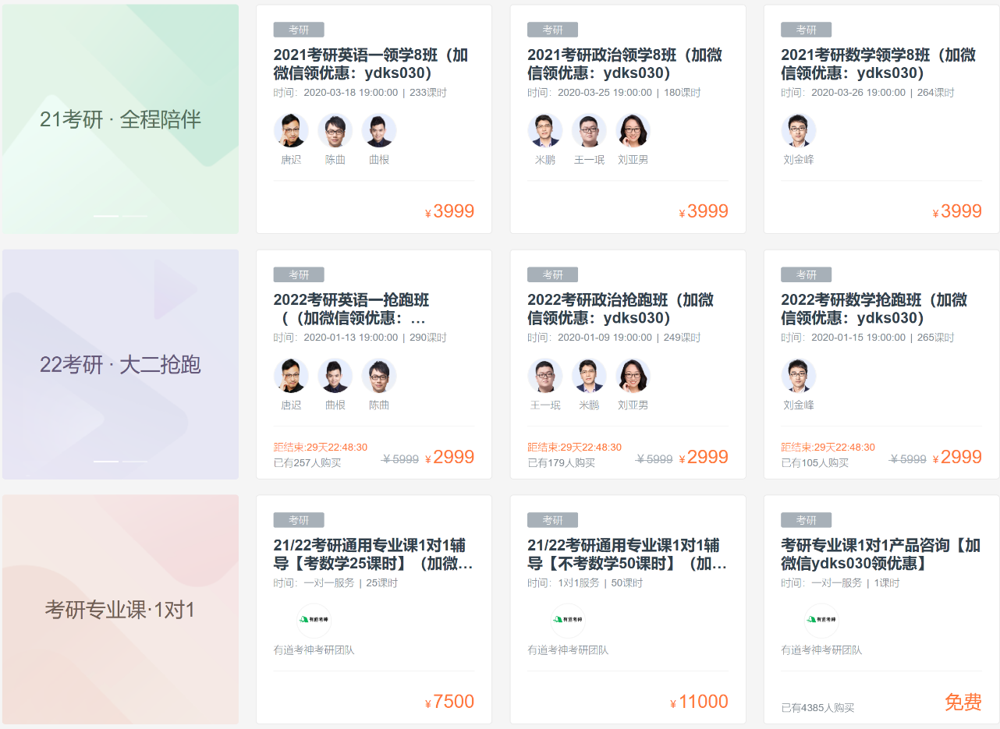 21考研 · 全程陪伴
考研
2021考研英语一领学8班（加
微信领优惠：ydks030）
时间：2020-03-18 19:00:00 | 233课时
唐迟 陈曲 曲根
¥3999
考研
2021考研政治领学8班（加微
信领优惠：ydks030）
时间：2020-03-25 19:00:00 | 180课时
米鹏 王一珉 刘亚男
¥3999
考研
2021考研数学领学8班（加微
信领优惠：ydks030）
时间：2020-03-26 19:00:00 | 264课时
刘金峰
¥3999
22考研 · 大二抢跑
考研
2022考研英语一抢跑班
（（加微信领优惠：...
时间：2020-01-13 19:00:00 | 290课时
唐迟 曲根 陈曲
距结束:29天22:48:30
已有257人购买 ¥5999 ¥2999
考研
2022考研政治抢跑班（加微
信领优惠：ydks030）
时间：2020-01-09 19:00:00 | 249课时
王一珉 米鹏 刘亚男
距结束:29天22:48:30
已有179人购买 ¥5999 ¥2999
考研
2022考研数学抢跑班（加微
信领优惠：ydks030）
时间：2020-01-15 19:00:00 | 265课时
刘金峰
距结束:29天22:48:30
已有105人购买 ¥5999 ¥2999
考研专业课·1对1
考研
21/22考研通用专业课1对1辅
导【考数学25课时】（加微...
时间：一对一服务 | 25课时
有道考神
有道考神考研团队
¥7500
考研
21/22考研通用专业课1对1辅
导【不考数学50课时】（加...
时间：1对1服务 | 50课时
有道考神
有道考神考研团队
¥11000
考研
考研专业课1对1产品咨询【加
微信ydks030领优惠】
时间：一对一服务 | 1课时
有道考神
有道考神考研团队
已有4385人购买 免费